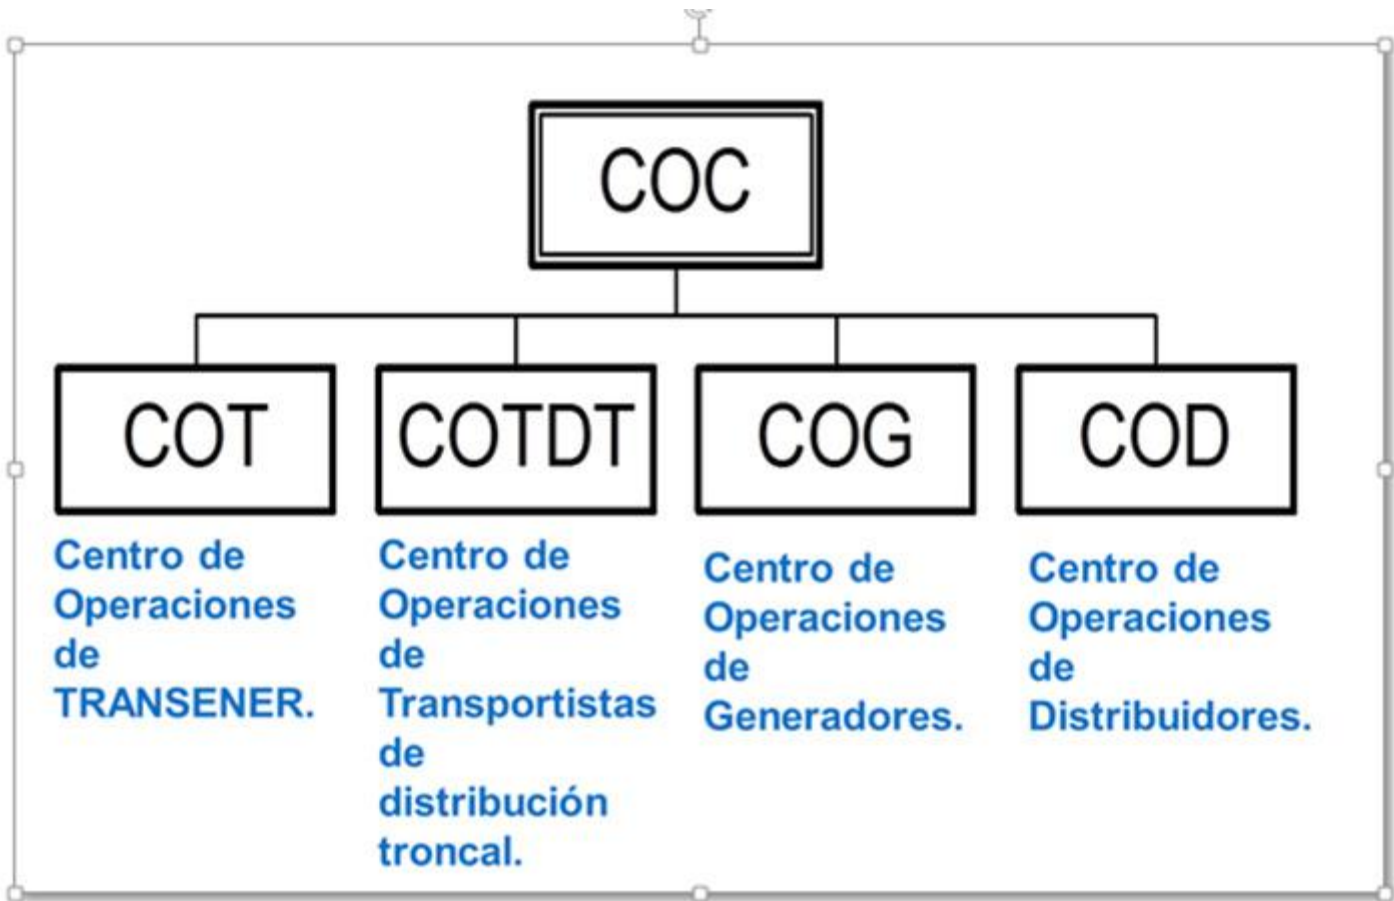 COC
COT
COTDT
COG
COD
Centro de
Operaciones
de
TRANSENER.
Centro de
Operaciones
de
Transportistas
de
distribución
troncal.
Centro de
Operaciones
de
Generadores.
Centro de
Operaciones
de
Distribuidores.